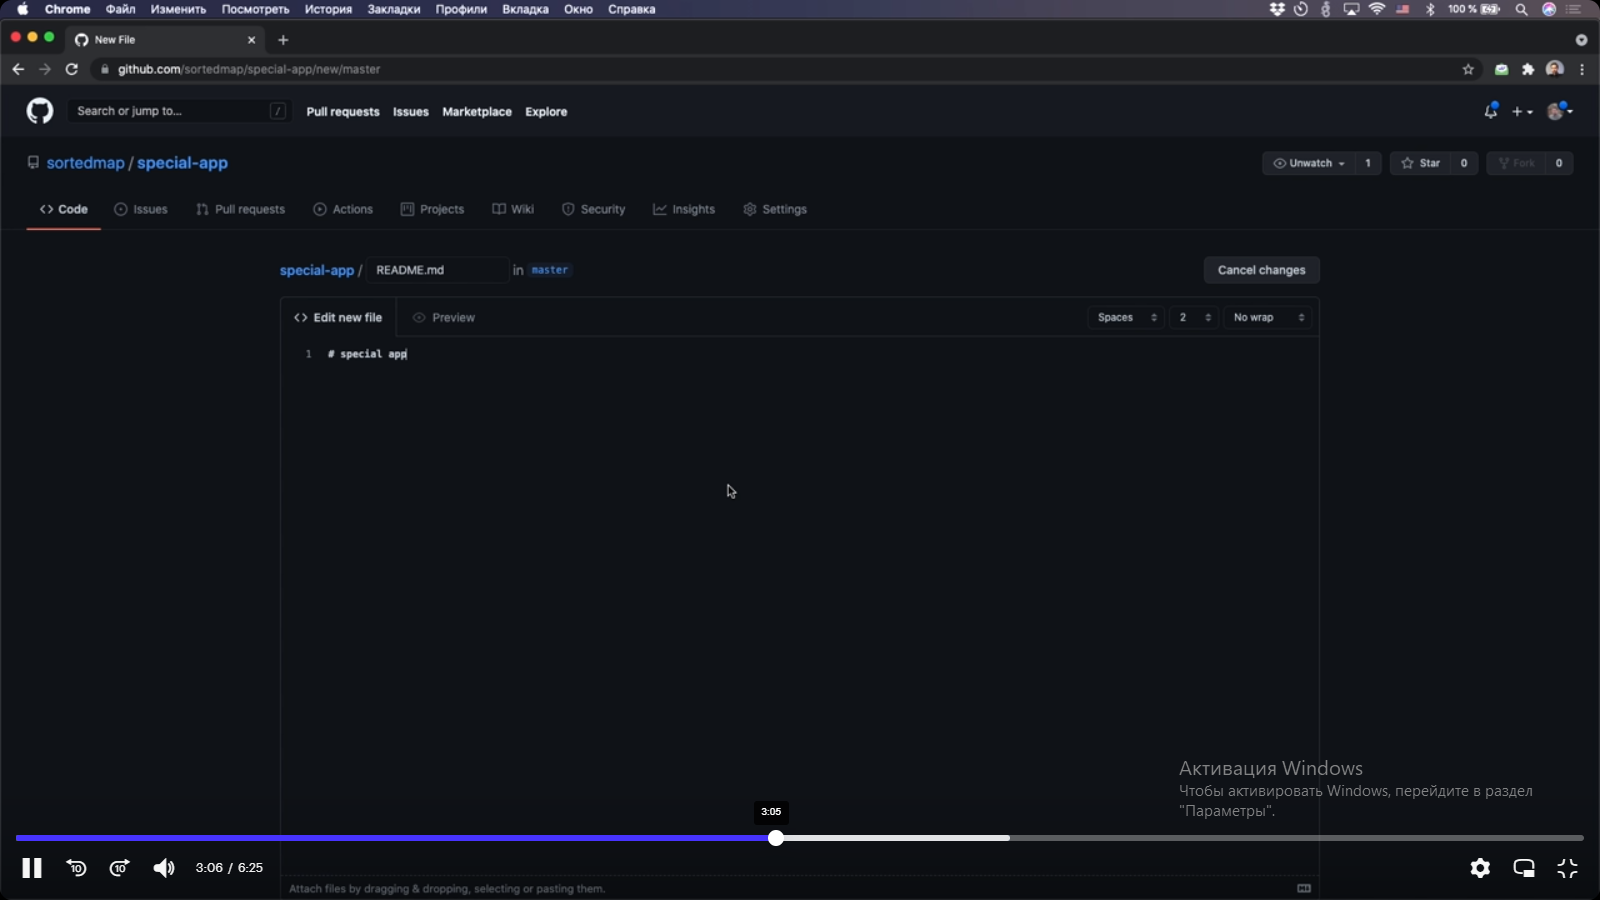 Chrome Файл Изменить Посмотреть История Закладки Профили Вкладка Окно Справка 100 %
New File
github.com/sortedmap/special-app/new/master
Search or jump to... / Pull requests Issues Marketplace Explore
sortedmap / special-app Unwatch 1 Star 0 Fork 0
Code Issues Pull requests Actions Projects Wiki Security Insights Settings
special-app / README.md in master Cancel changes
Edit new file Preview Spaces 2 No wrap
1 # special app
Активация Windows
Чтобы активировать Windows, перейдите в раздел
"Параметры".
3:05
10 10 3:06 / 6:25
Attach files by dragging & dropping, selecting or pasting them.